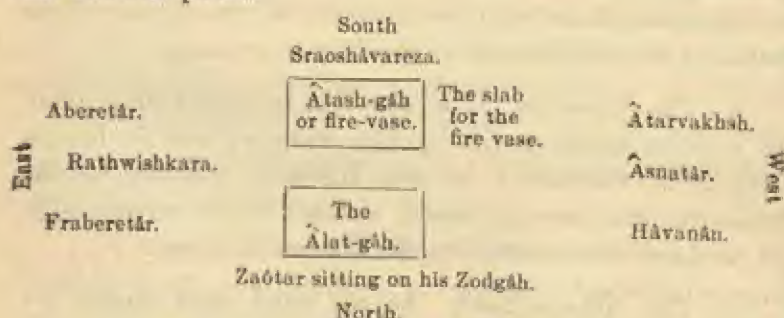 South
Sraoshâvareza.
Aberetâr.
Âtash-gâh
or fire-vase.
The slab
for the
fire vase.
Âtarvakhsh.
East
Rathwishkara.
Âsnatâr.
West
Fraberetâr.
The
Âlat-gâh.
Hâvanân.
Zaôtar sitting on his Zodgâh.
North.